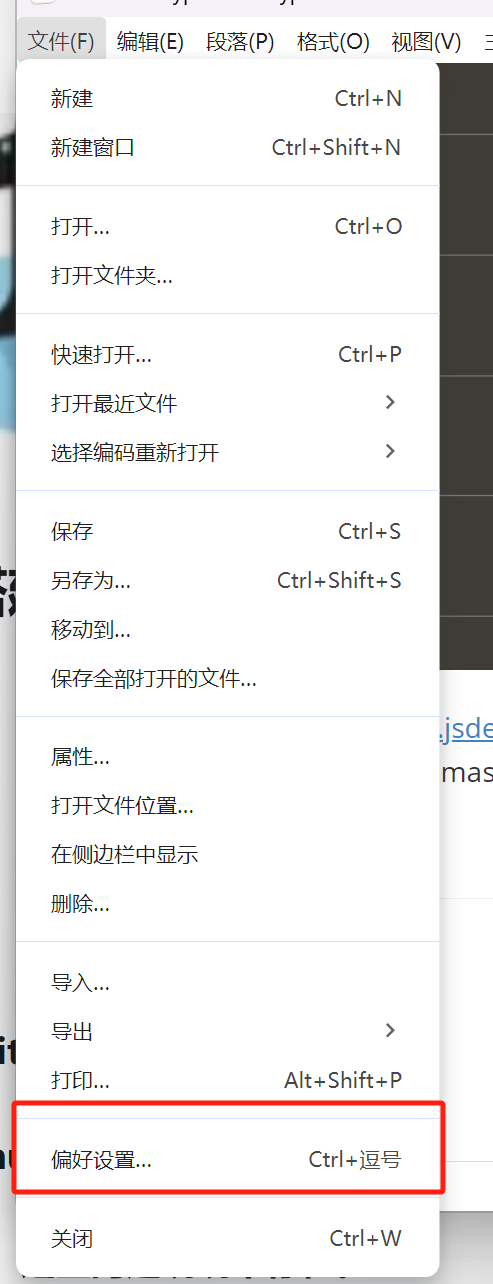 文件(F) 编辑(E) 段落(P) 格式(O) 视图(V)
新建 Ctrl+N
新建窗口 Ctrl+Shift+N
打开... Ctrl+O
打开文件夹...
快速打开... Ctrl+P
打开最近文件
选择编码重新打开
保存 Ctrl+S
另存为... Ctrl+Shift+S
移动到...
保存全部打开的文件...
.jsde
属性...
mas
打开文件位置...
在侧边栏中显示
删除...
导入...
导出
打印... Alt+Shift+P
偏好设置... Ctrl+逗号
关闭 Ctrl+W